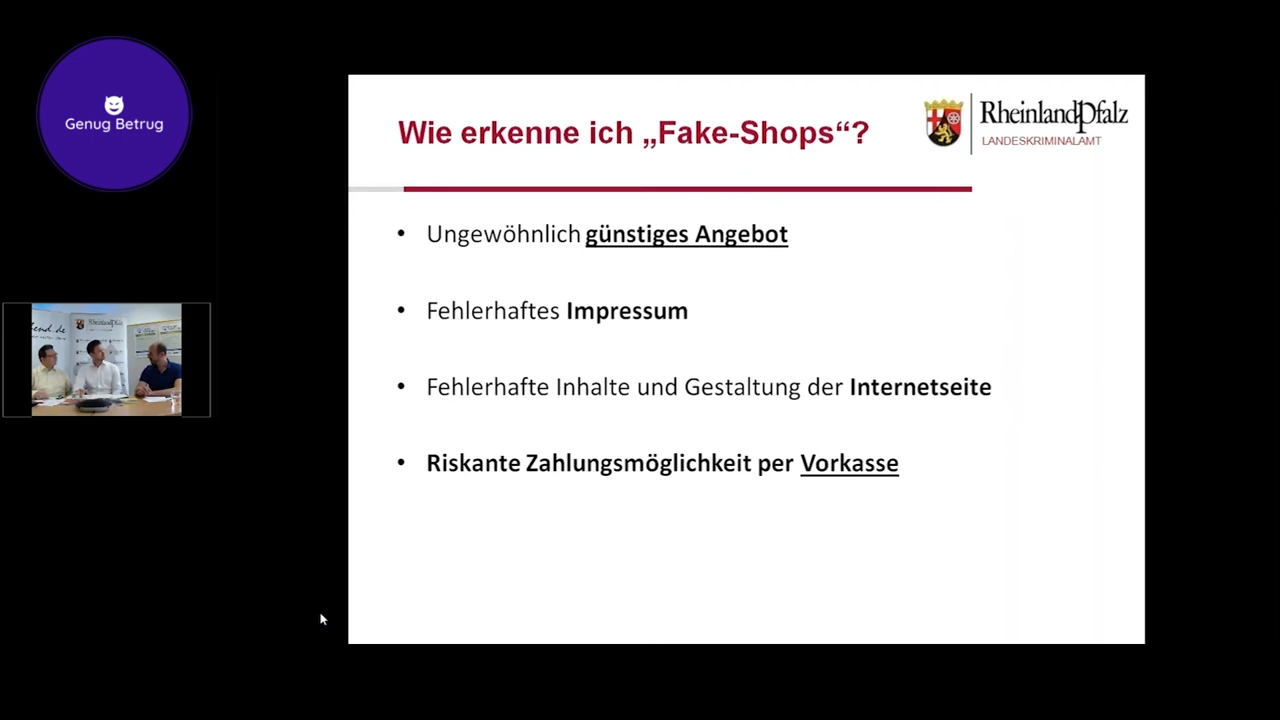 Genug Betrug
Wie erkenne ich „Fake-Shops“?
RheinlandPfalz
LANDESKRIMINALAMT
• Ungewöhnlich günstiges Angebot
• Fehlerhaftes Impressum
• Fehlerhafte Inhalte und Gestaltung der Internetseite
• Riskante Zahlungsmöglichkeit per Vorkasse
RheinlandPfalz